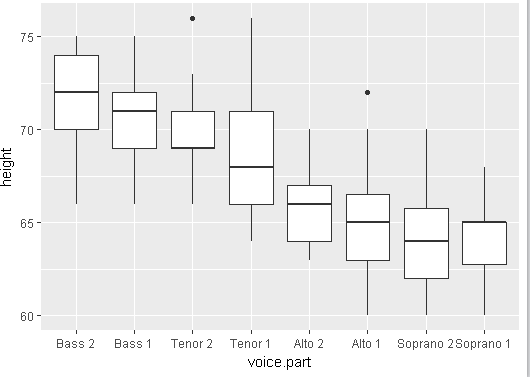 75
70
65
60
height
Bass 2 Bass 1 Tenor 2 Tenor 1 Alto 2 Alto 1 Soprano 2 Soprano 1
voice.part